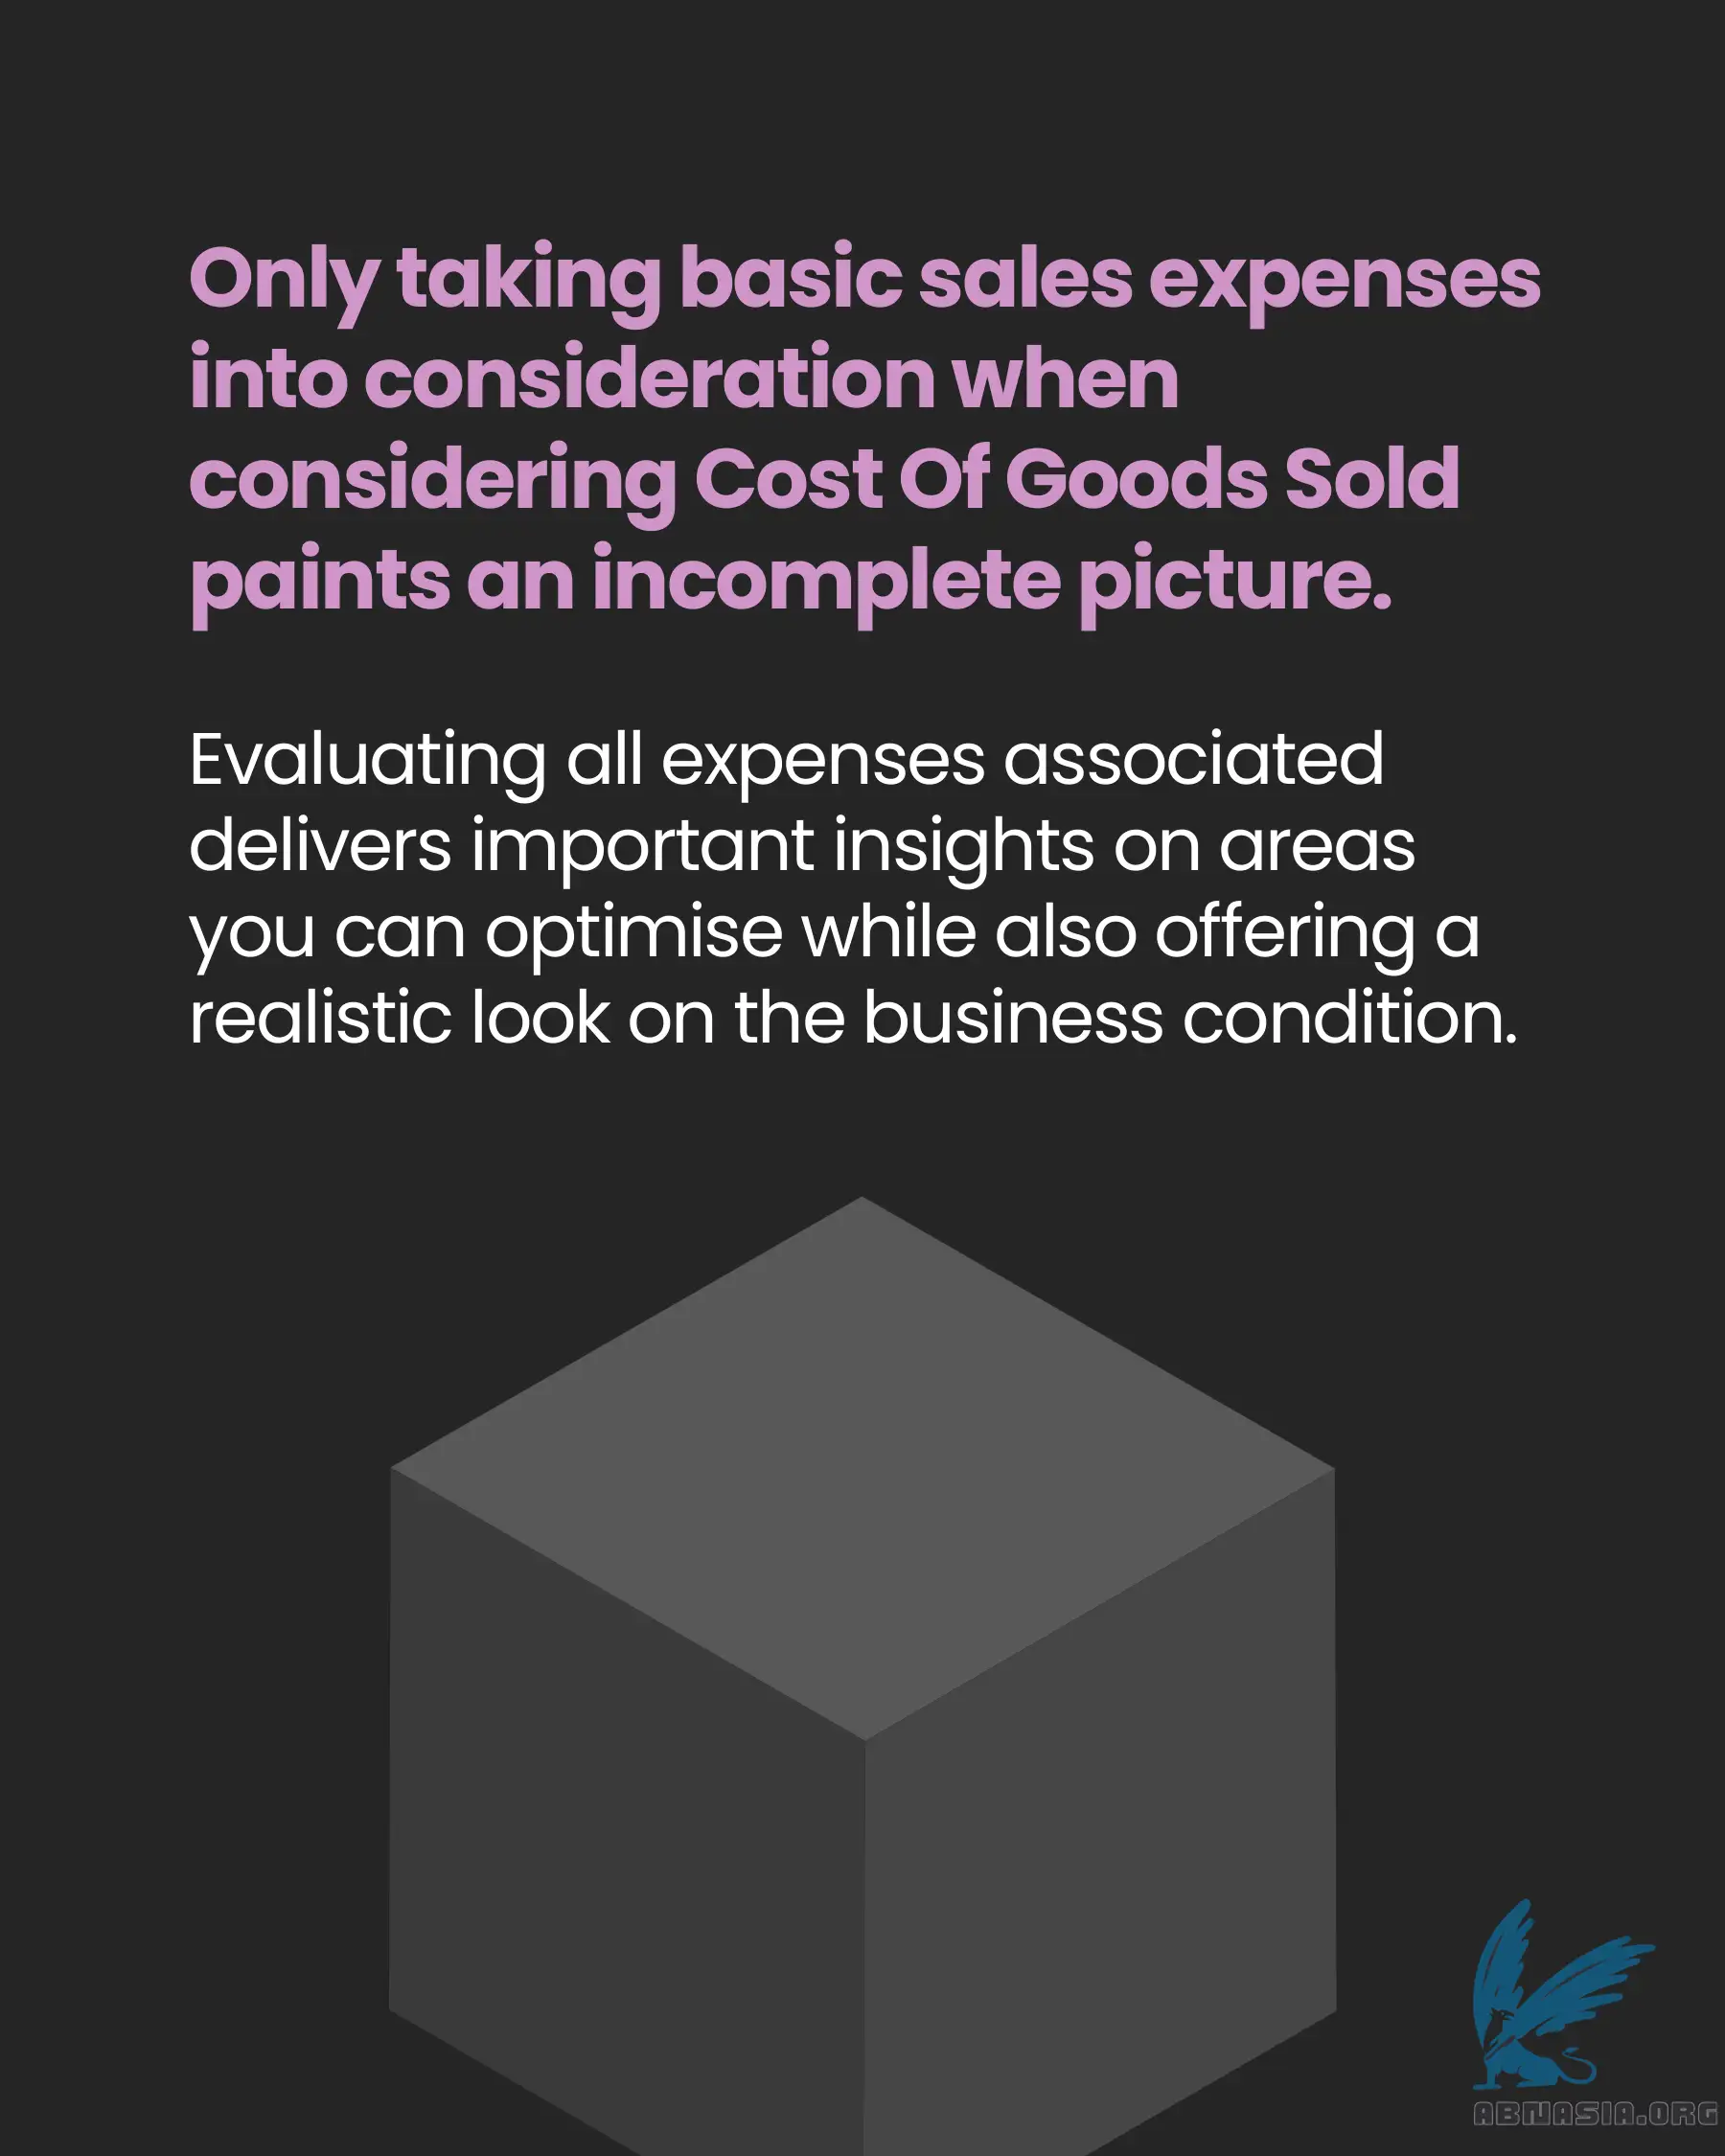 Only taking basic sales expenses
into consideration when
considering Cost Of Goods Sold
paints an incomplete picture.
Evaluating all expenses associated
delivers important insights on areas
you can optimise while also offering a
realistic look on the business condition.
ABNASIA.ORG